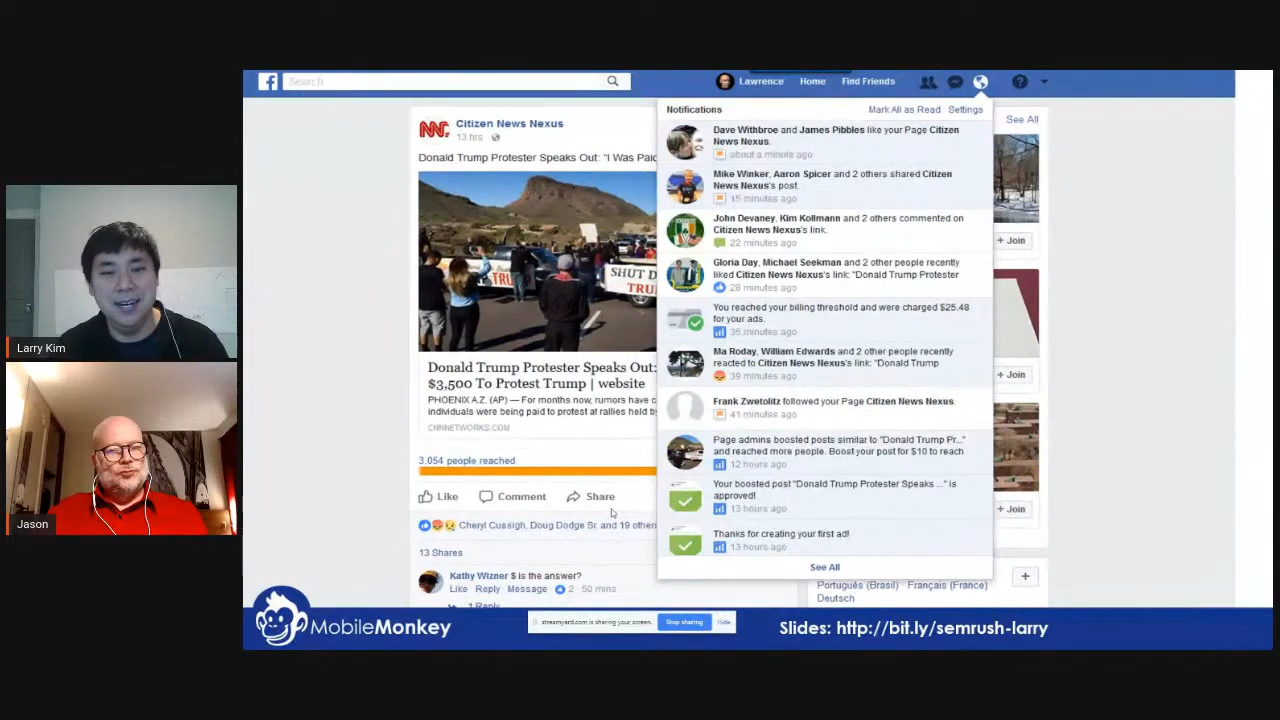 Larry Kim
Jason
Search
Lawrence Home Find Friends
Citizen News Nexus
13 hrs
Donald Trump Protester Speaks Out: "I Was Paid
SHUT D
TRU
Donald Trump Protester Speaks Out:
$3,500 To Protest Trump | website
PHOENIX A.Z. (AP) — For months now, rumors have c
individuals were being paid to protest at rallies held by
CNNNETWORKS.COM
3,054 people reached
Like Comment Share
Cheryl Cussigh, Doug Dodge Sr. and 19 others
13 Shares
Kathy Wizner $ is the answer?
Like Reply Message 2 50 mins
1 Reply
Notifications Mark All as Read Settings
Dave Withbroe and James Pibbles like your Page Citizen
News Nexus.
about a minute ago
Mike Winker, Aaron Spicer and 2 others shared Citizen
News Nexus's post.
15 minutes ago
John Devaney, Kim Kollmann and 2 others commented on
Citizen News Nexus's link.
22 minutes ago
Gloria Day, Michael Seekman and 2 other people recently
liked Citizen News Nexus's link: "Donald Trump Protester
28 minutes ago
You reached your billing threshold and were charged $25.48
for your ads.
35 minutes ago
Ma Roday, William Edwards and 2 other people recently
reacted to Citizen News Nexus's link: "Donald Trump
39 minutes ago
Frank Zwetolitz followed your Page Citizen News Nexus.
41 minutes ago
Page admins boosted posts similar to "Donald Trump Pr..."
and reached more people. Boost your post for $10 to reach
12 hours ago
Your boosted post "Donald Trump Protester Speaks ..." is
approved!
13 hours ago
Thanks for creating your first ad!
13 hours ago
See All
See All
+ Join
+ Join
+ Join
+
Português (Brasil) Français (France)
Deutsch
MobileMonkey
streamyard.com is sharing your screen. Stop sharing Hide
Slides: http://bit.ly/semrush-larry